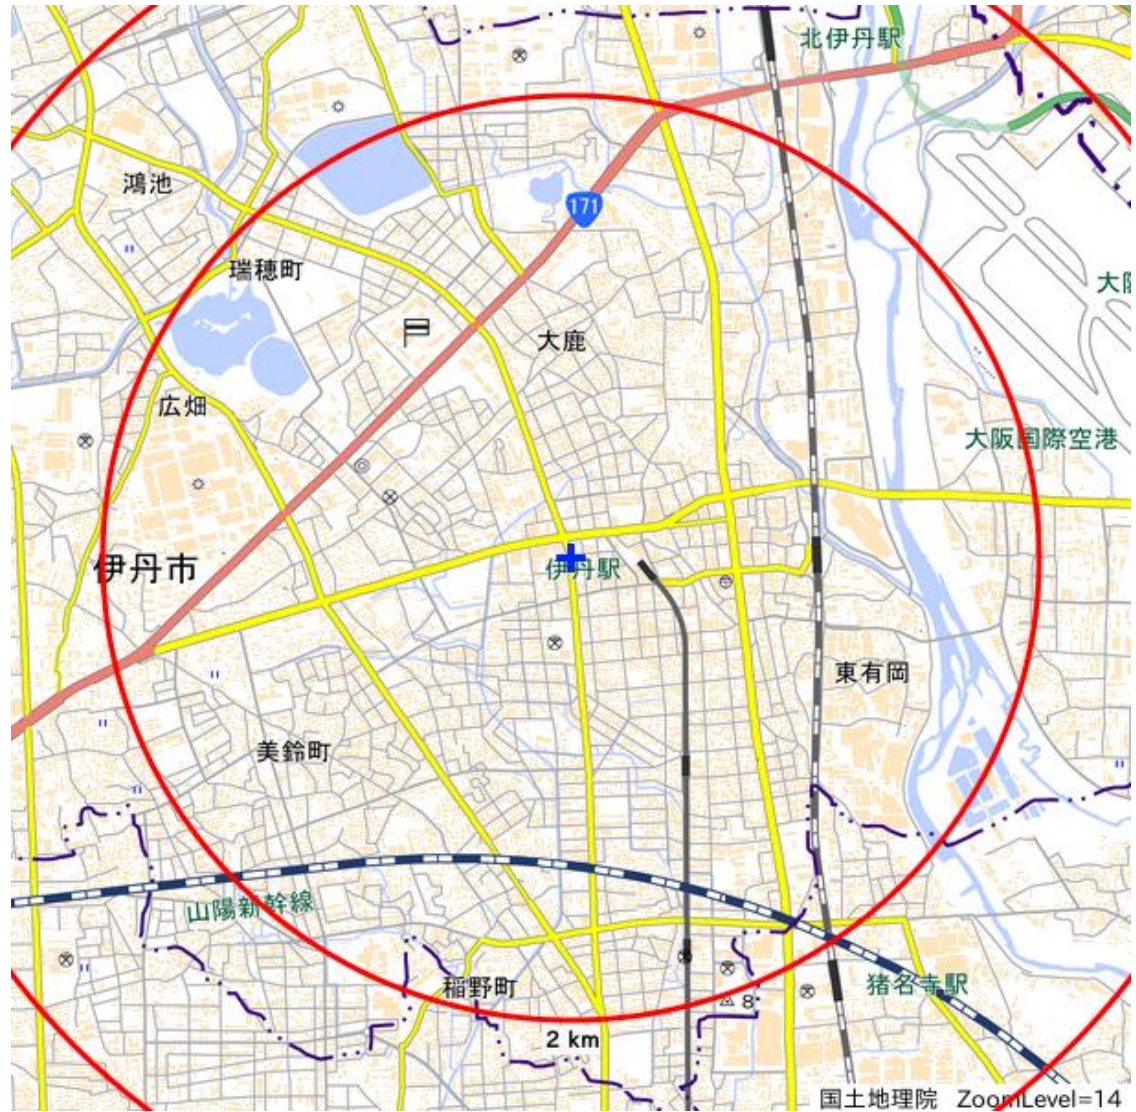 北伊丹駅
鴻池
171
瑞穂町
大阪
大鹿
広畑
大阪国際空港
伊丹市
伊丹駅
東有岡
美鈴町
山陽新幹線
稲野町
猪名寺駅
8
2 km
国土地理院 ZoomLevel=14